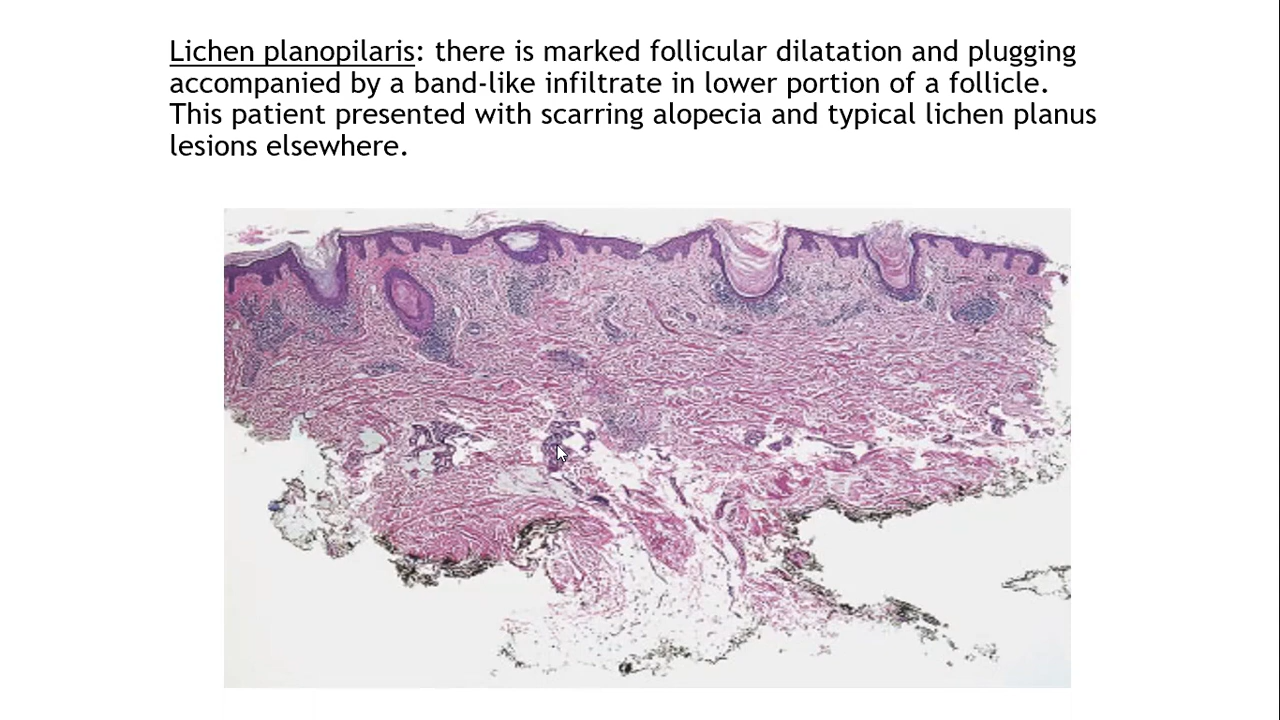 Lichen planopilaris: there is marked follicular dilatation and plugging
accompanied by a band-like infiltrate in lower portion of a follicle.
This patient presented with scarring alopecia and typical lichen planus
lesions elsewhere.